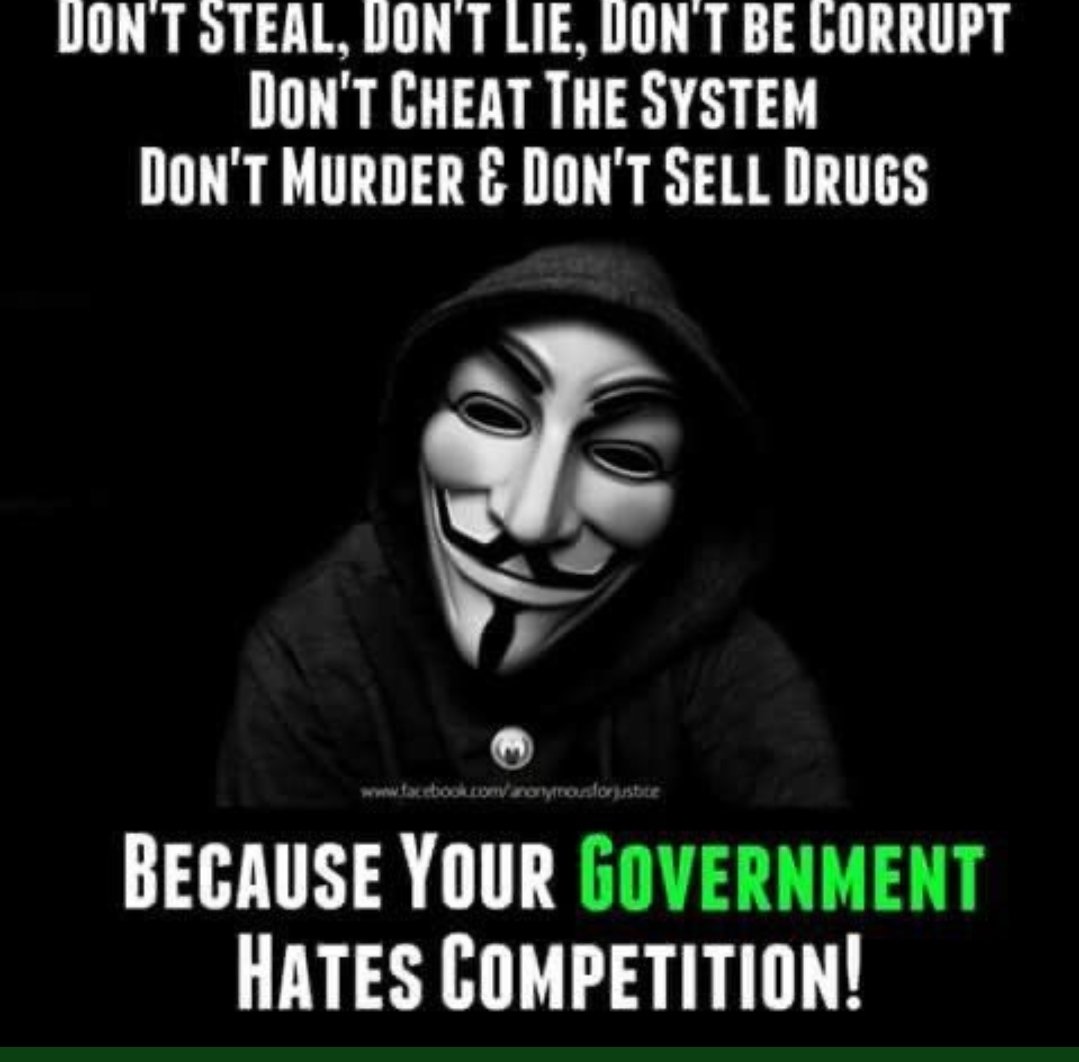 DON'T STEAL, DON'T LIE, DON'T BE CORRUPT
DON'T CHEAT THE SYSTEM
DON'T MURDER & DON'T SELL DRUGS
www.facebook.com/anonymousforjustice
BECAUSE YOUR GOVERNMENT
HATES COMPETITION!